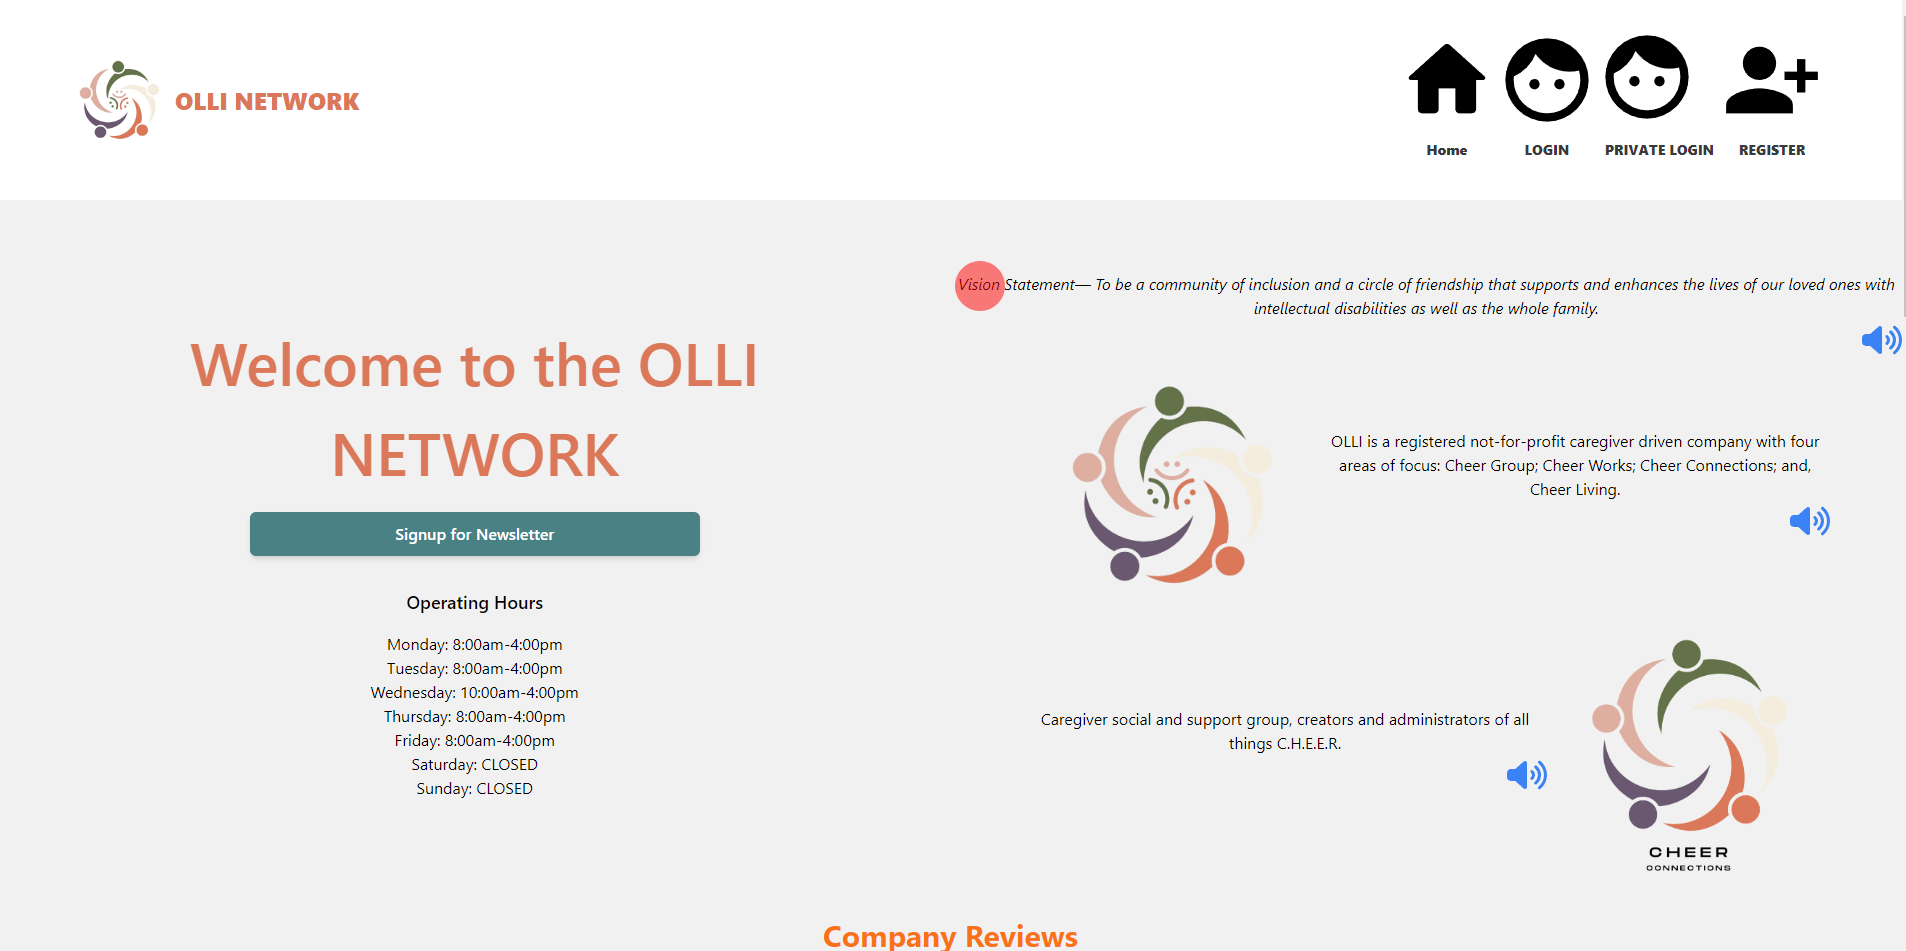 OLLI NETWORK
Home
LOGIN
PRIVATE LOGIN
REGISTER
Vision Statement— To be a community of inclusion and a circle of friendship that supports and enhances the lives of our loved ones with
intellectual disabilities as well as the whole family.
Welcome to the OLLI
NETWORK
Signup for Newsletter
Operating Hours
Monday: 8:00am-4:00pm
Tuesday: 8:00am-4:00pm
Wednesday: 10:00am-4:00pm
Thursday: 8:00am-4:00pm
Friday: 8:00am-4:00pm
Saturday: CLOSED
Sunday: CLOSED
OLLI is a registered not-for-profit caregiver driven company with four
areas of focus: Cheer Group; Cheer Works; Cheer Connections; and,
Cheer Living.
Caregiver social and support group, creators and administrators of all
things C.H.E.E.R.
CHEER
CONNECTIONS
Company Reviews